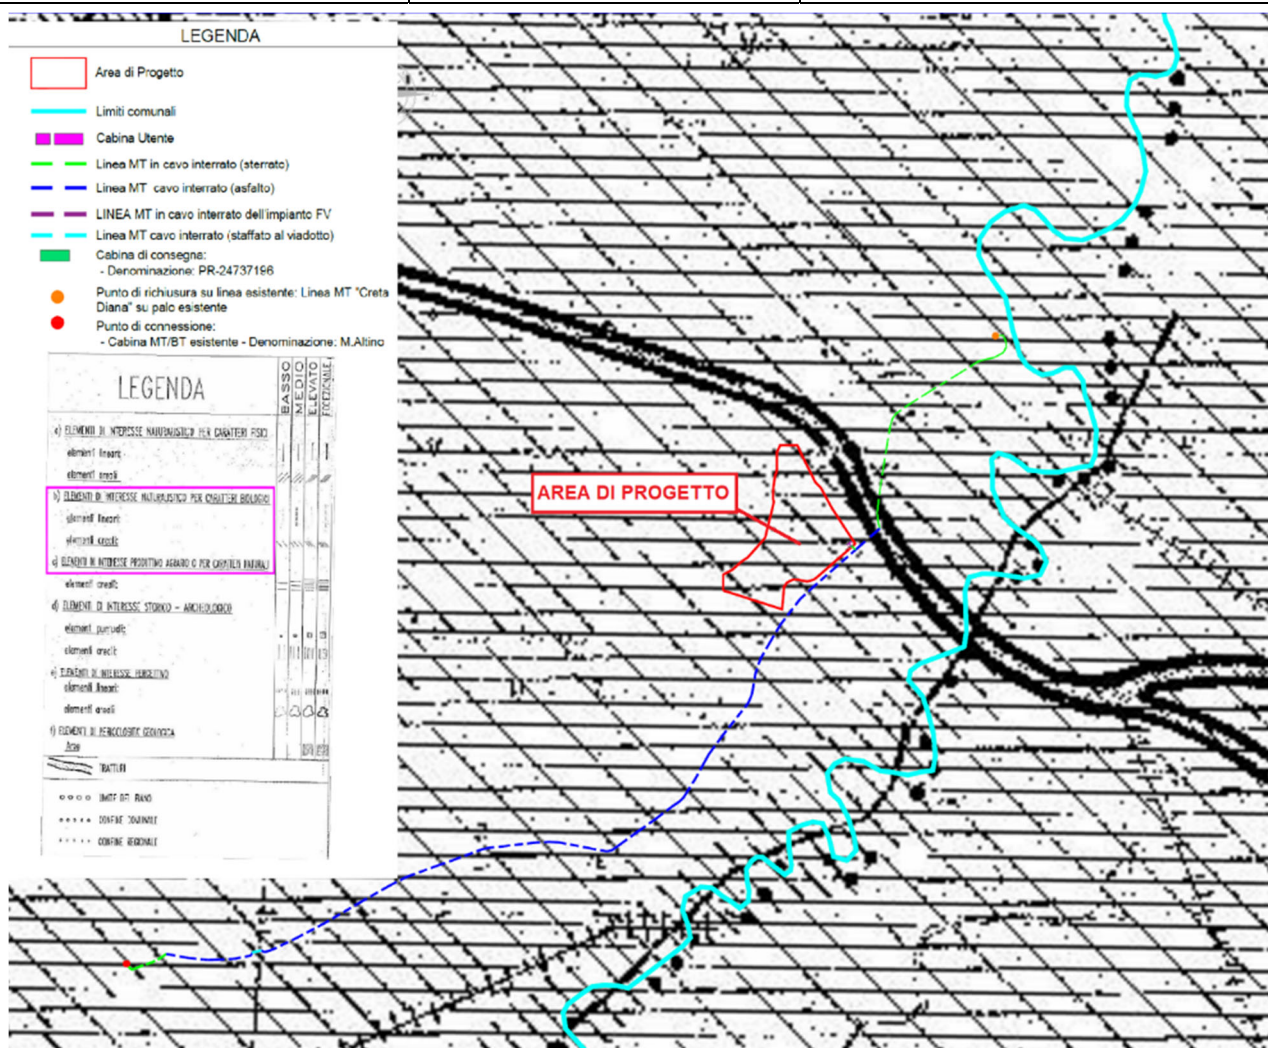 LEGENDA
Area di Progetto
Limiti comunali
Cabina Utente
Linea MT in cavo interrato (sterrato)
Linea MT cavo interrato (asfalto)
LINEA MT in cavo interrato dell'impianto FV
Linea MT cavo interrato (staffato al viadotto)
Cabina di consegna:
- Denominazione: PR-24737196
Punto di richiusura su linea esistente: Linea MT "Creta
Diana" su palo esistente
Punto di connessione:
- Cabina MT/BT esistente - Denominazione: M.Altino
LEGENDA
BASSO
MEDIO
ELEVATO
ECCEZIONALE
a) ELEMENTI DI INTERESSE NATURALISTICO PER CARATTERI FISICI
elementi lineari:
elementi areali:
b) ELEMENTI DI INTERESSE NATURALISTICO PER CARATTERI BIOLOGICI
elementi lineari:
elementi areali:
c) ELEMENTI DI INTERESSE PRODUTTIVO AGRARIO O PER CARATTERI NATURALI
elementi areali:
d) ELEMENTI DI INTERESSE STORICO - ARCHEOLOGICO
elementi puntuali:
elementi areali:
e) ELEMENTI DI INTERESSE PERCETTIVO
elementi lineari:
elementi areali
f) ELEMENTI DI PERICOLOSITÀ GEOLOGICA
Aree
TRATTURI
LIMITE DEL PIANO
CONFINE COMUNALE
CONFINE REGIONALE
AREA DI PROGETTO